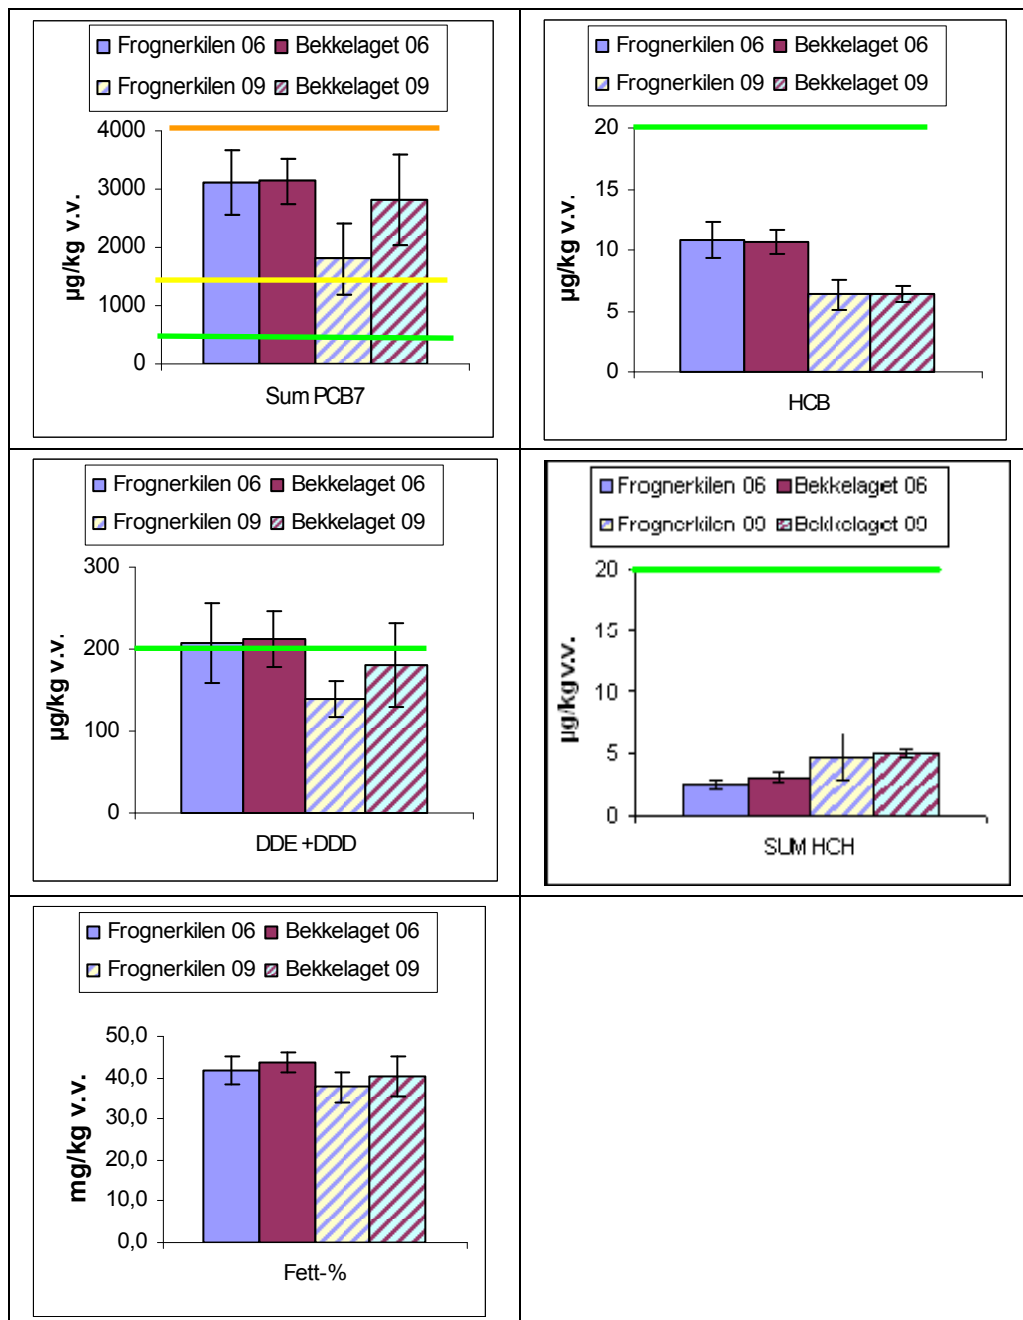 Frognerkilen 06 Bekkelaget 06
Frognerkilen 09 Bekkelaget 09
4000
3000
2000
1000
0
µg/kg v.v.
Sum PCB7
Frognerkilen 06 Bekkelaget 06
Frognerkilen 09 Bekkelaget 09
20
15
10
5
0
µg/kg v.v.
HCB
Frognerkilen 06 Bekkelaget 06
Frognerkilen 09 Bekkelaget 09
300
200
100
0
µg/kg v.v.
DDE +DDD
Frognerkilen 06 Bekkelaget 06
Frognerkilen 09 Bekkelaget 09
20
15
10
5
0
µg/kg v.v.
SUM HCH
Frognerkilen 06 Bekkelaget 06
Frognerkilen 09 Bekkelaget 09
50,0
40,0
30,0
20,0
10,0
0,0
mg/kg v.v.
Fett-%